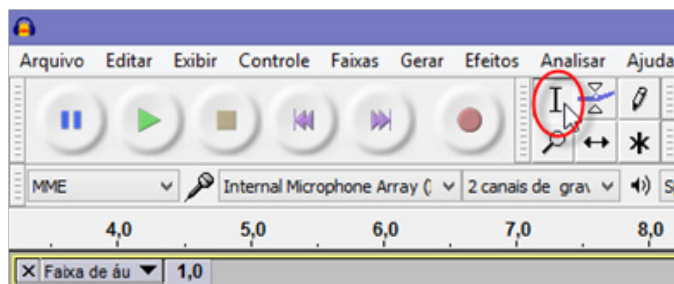 Arquivo Editar Exibir Controle Faixas Gerar Efeitos Analisar Ajuda
MME Internal Microphone Array ( 2 canais de grav S
4,0 5,0 6,0 7,0 8,0
Faixa de áu 1,0